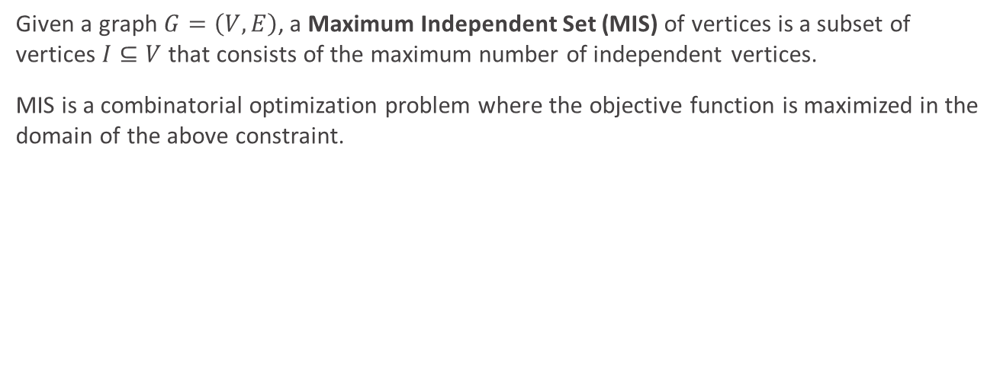 Given a graph G = (V, E), a Maximum Independent Set (MIS) of vertices is a subset of
vertices I ⊆ V that consists of the maximum number of independent vertices.
MIS is a combinatorial optimization problem where the objective function is maximized in the
domain of the above constraint.